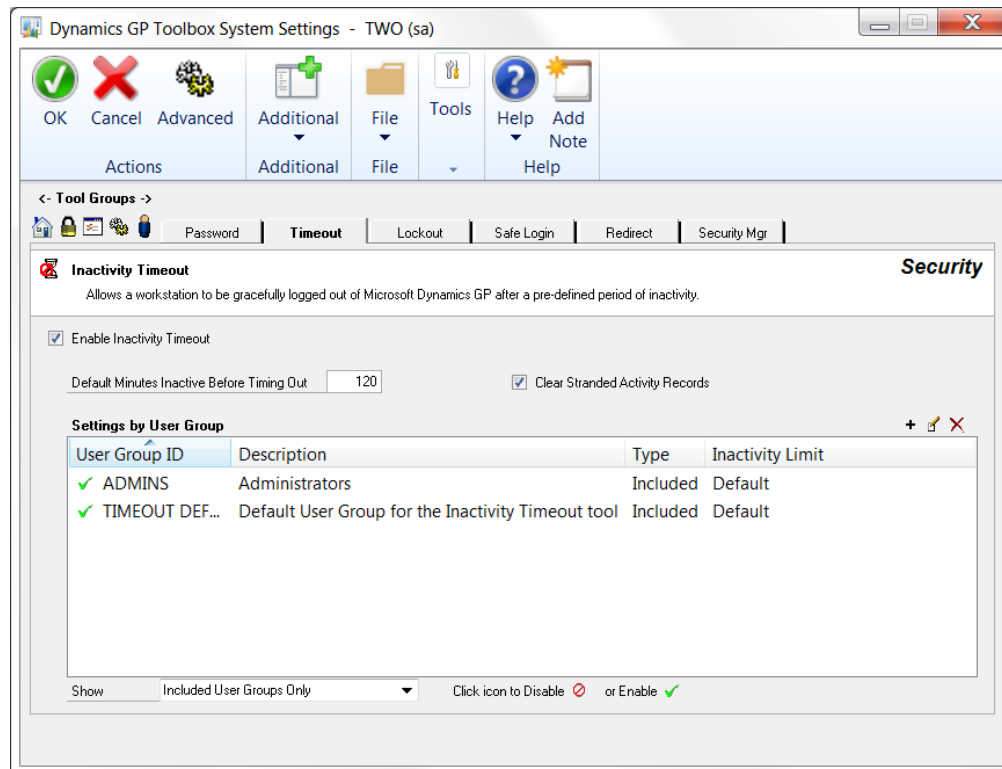 Dynamics GP Toolbox System Settings - TWO (sa)
OK Cancel Advanced Additional File Tools Help Add Note
Actions Additional File Help
<- Tool Groups ->
Password Timeout Lockout Safe Login Redirect Security Mgr
Inactivity Timeout Security
Allows a workstation to be gracefully logged out of Microsoft Dynamics GP after a pre-defined period of inactivity.
Enable Inactivity Timeout
Default Minutes Inactive Before Timing Out 120 Clear Stranded Activity Records
Settings by User Group
User Group ID Description Type Inactivity Limit
ADMINS Administrators Included Default
TIMEOUT DEF... Default User Group for the Inactivity Timeout tool Included Default
Show Included User Groups Only Click icon to Disable or Enable